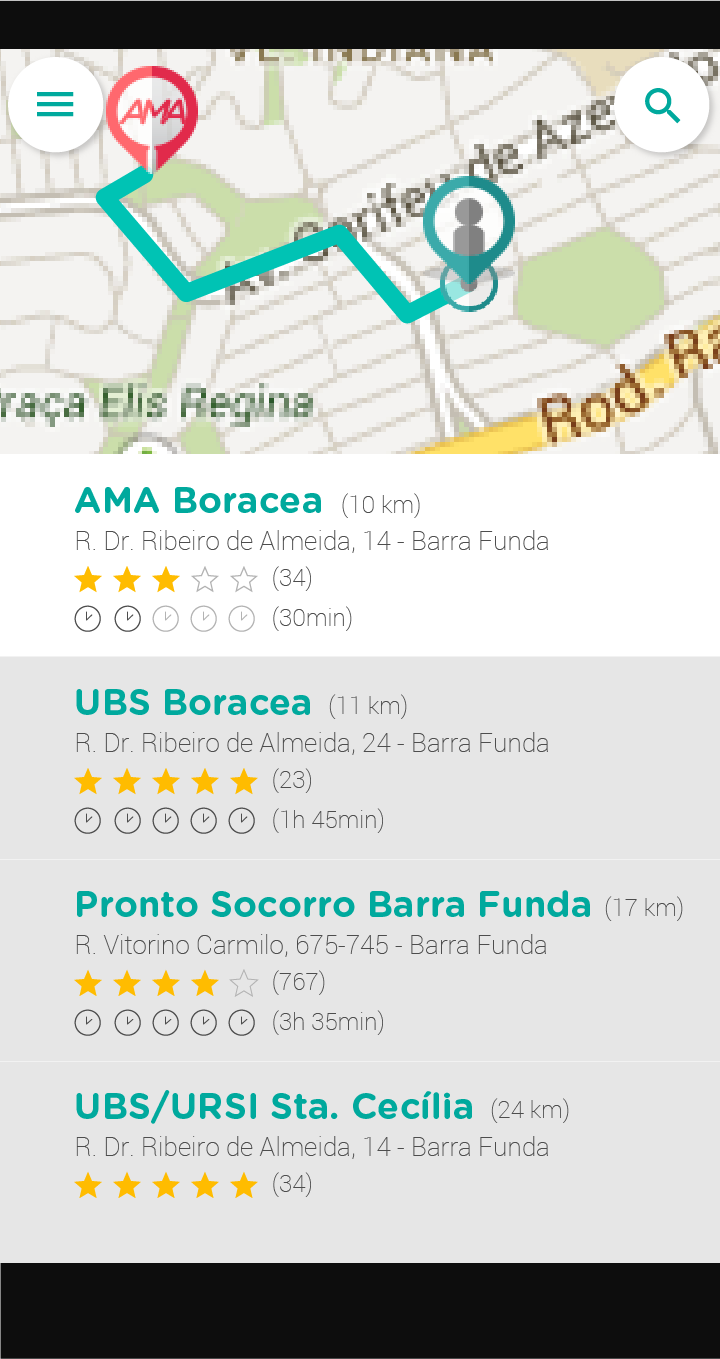 AMA
Av. Corifeu de Azev
raça Elis Regina
Rod. Ra
AMA Boracea (10 km)
R. Dr. Ribeiro de Almeida, 14 - Barra Funda
(34)
(30min)
UBS Boracea (11 km)
R. Dr. Ribeiro de Almeida, 24 - Barra Funda
(23)
(1h 45min)
Pronto Socorro Barra Funda (17 km)
R. Vitorino Carmilo, 675-745 - Barra Funda
(767)
(3h 35min)
UBS/URSI Sta. Cecília (24 km)
R. Dr. Ribeiro de Almeida, 14 - Barra Funda
(34)